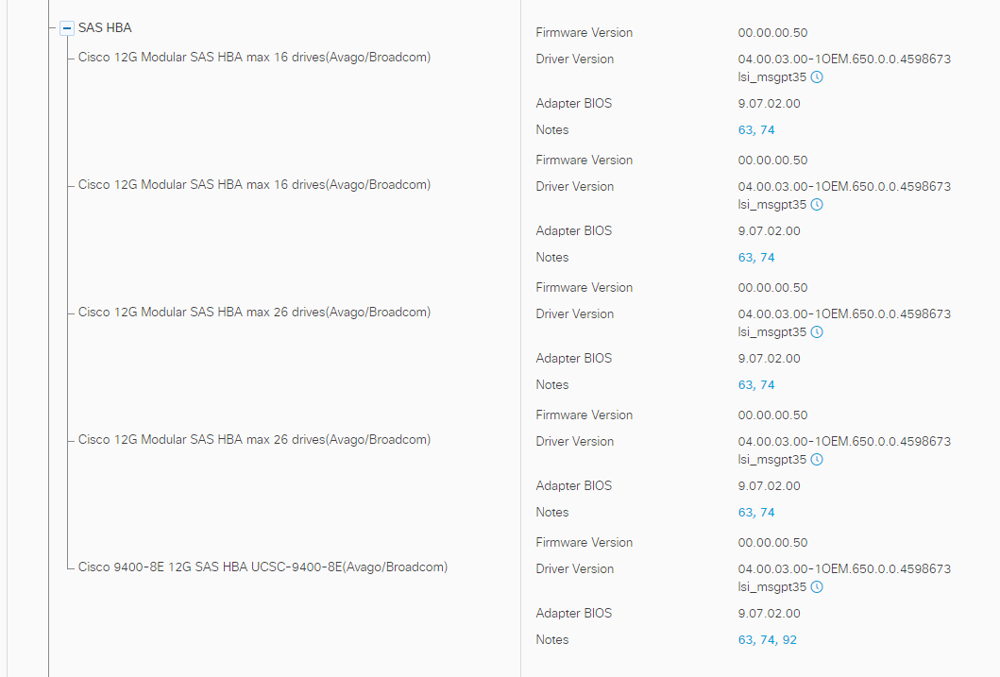 SAS HBA
Cisco 12G Modular SAS HBA max 16 drives(Avago/Broadcom)
Firmware Version 00.00.00.50
Driver Version 04.00.03.00-1OEM.650.0.0.4598673
lsi_msgpt35
Adapter BIOS 9.07.02.00
Notes 63, 74
Cisco 12G Modular SAS HBA max 16 drives(Avago/Broadcom)
Firmware Version 00.00.00.50
Driver Version 04.00.03.00-1OEM.650.0.0.4598673
lsi_msgpt35
Adapter BIOS 9.07.02.00
Notes 63, 74
Cisco 12G Modular SAS HBA max 26 drives(Avago/Broadcom)
Firmware Version 00.00.00.50
Driver Version 04.00.03.00-1OEM.650.0.0.4598673
lsi_msgpt35
Adapter BIOS 9.07.02.00
Notes 63, 74
Cisco 12G Modular SAS HBA max 26 drives(Avago/Broadcom)
Firmware Version 00.00.00.50
Driver Version 04.00.03.00-1OEM.650.0.0.4598673
lsi_msgpt35
Adapter BIOS 9.07.02.00
Notes 63, 74
Cisco 9400-8E 12G SAS HBA UCSC-9400-8E(Avago/Broadcom)
Firmware Version 00.00.00.50
Driver Version 04.00.03.00-1OEM.650.0.0.4598673
lsi_msgpt35
Adapter BIOS 9.07.02.00
Notes 63, 74, 92